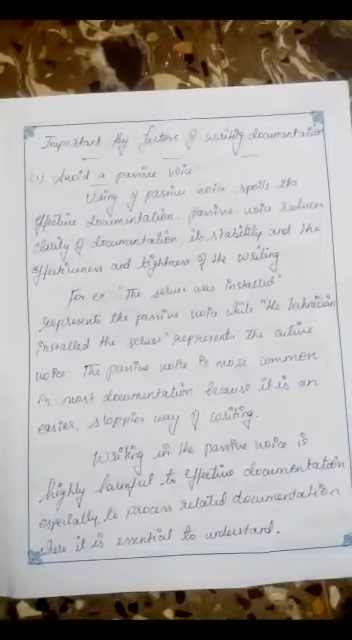 Important Key factors of writing documentation
(1) Avoid a passive voice:
Using of passive voice spoils the
effective documentation. Passive voice reduces
clarity of documentation, its stability and the
effectiveness and tightness of the writing
For ex: "The server was installed"
represents the passive voice while "the technician
installed the server" represents the active
voice. The passive voice is more common
in most documentation because it is an
easier, sloppier way of writing.
Writing in the passive voice is
highly harmful to effective documentation
especially, to process related documentation
where it is essential to understand.